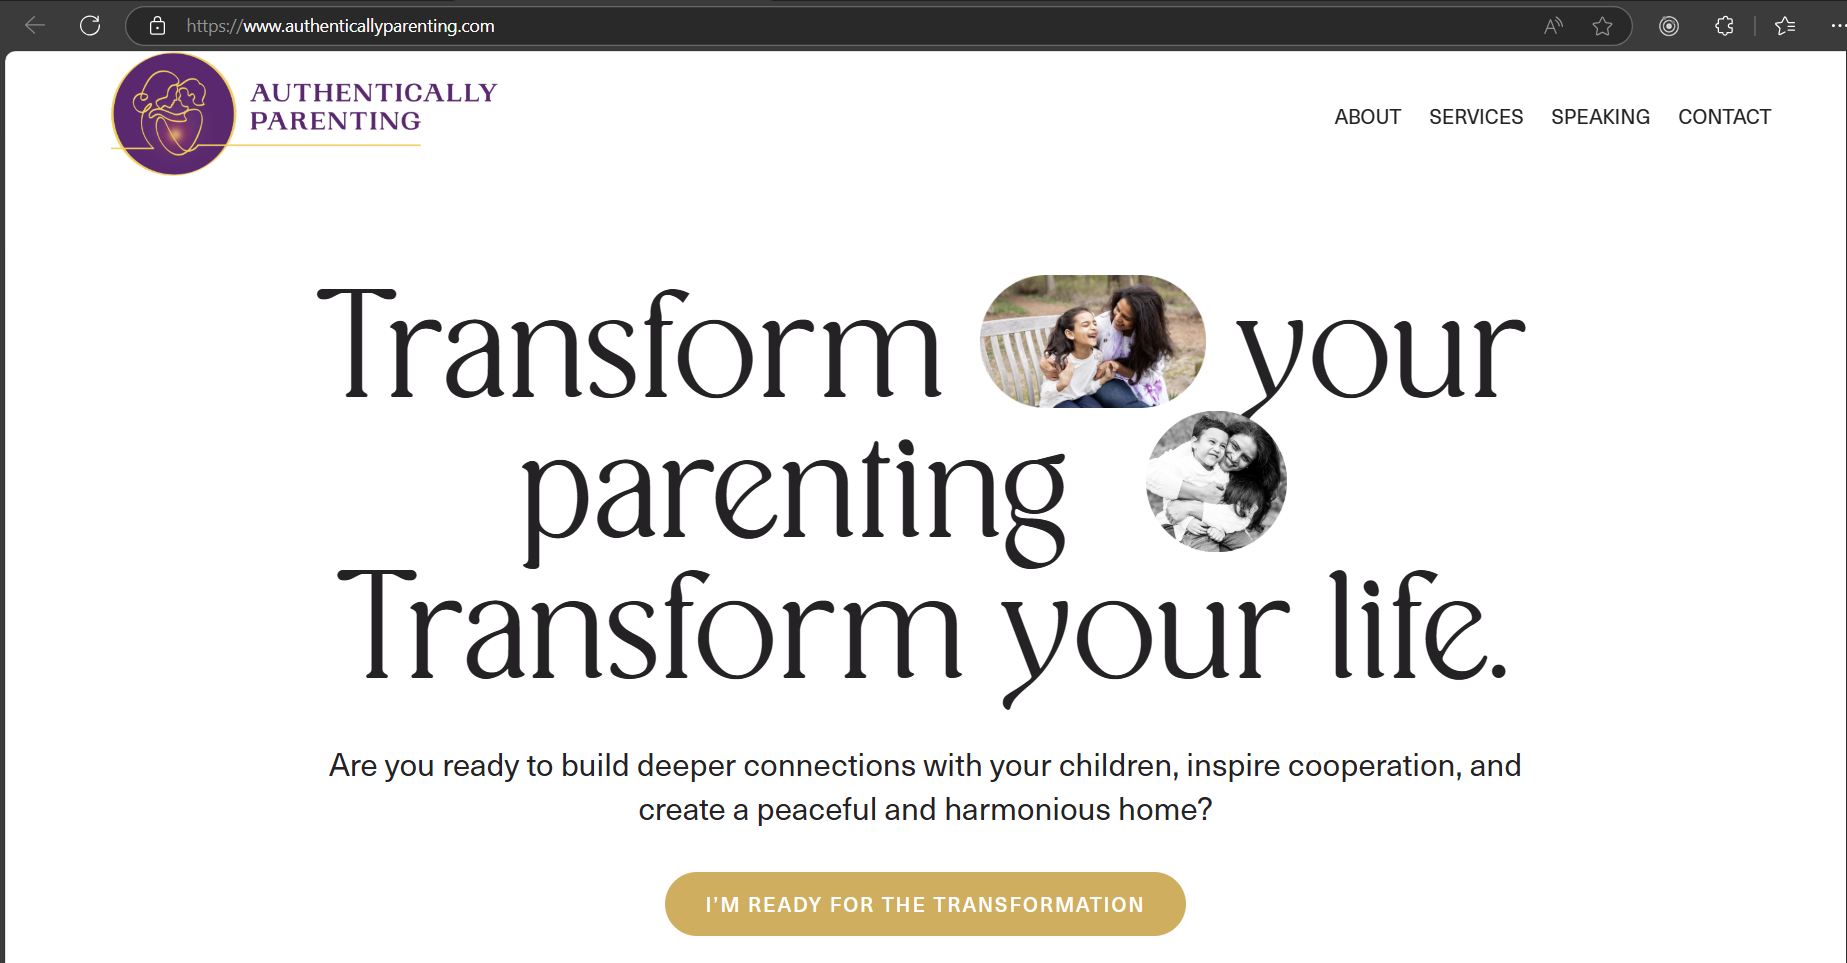 https://www.authenticallyparenting.com
AUTHENTICALLY
PARENTING
ABOUT SERVICES SPEAKING CONTACT
Transform your
parenting
Transform your life.
Are you ready to build deeper connections with your children, inspire cooperation, and
create a peaceful and harmonious home?
I'M READY FOR THE TRANSFORMATION